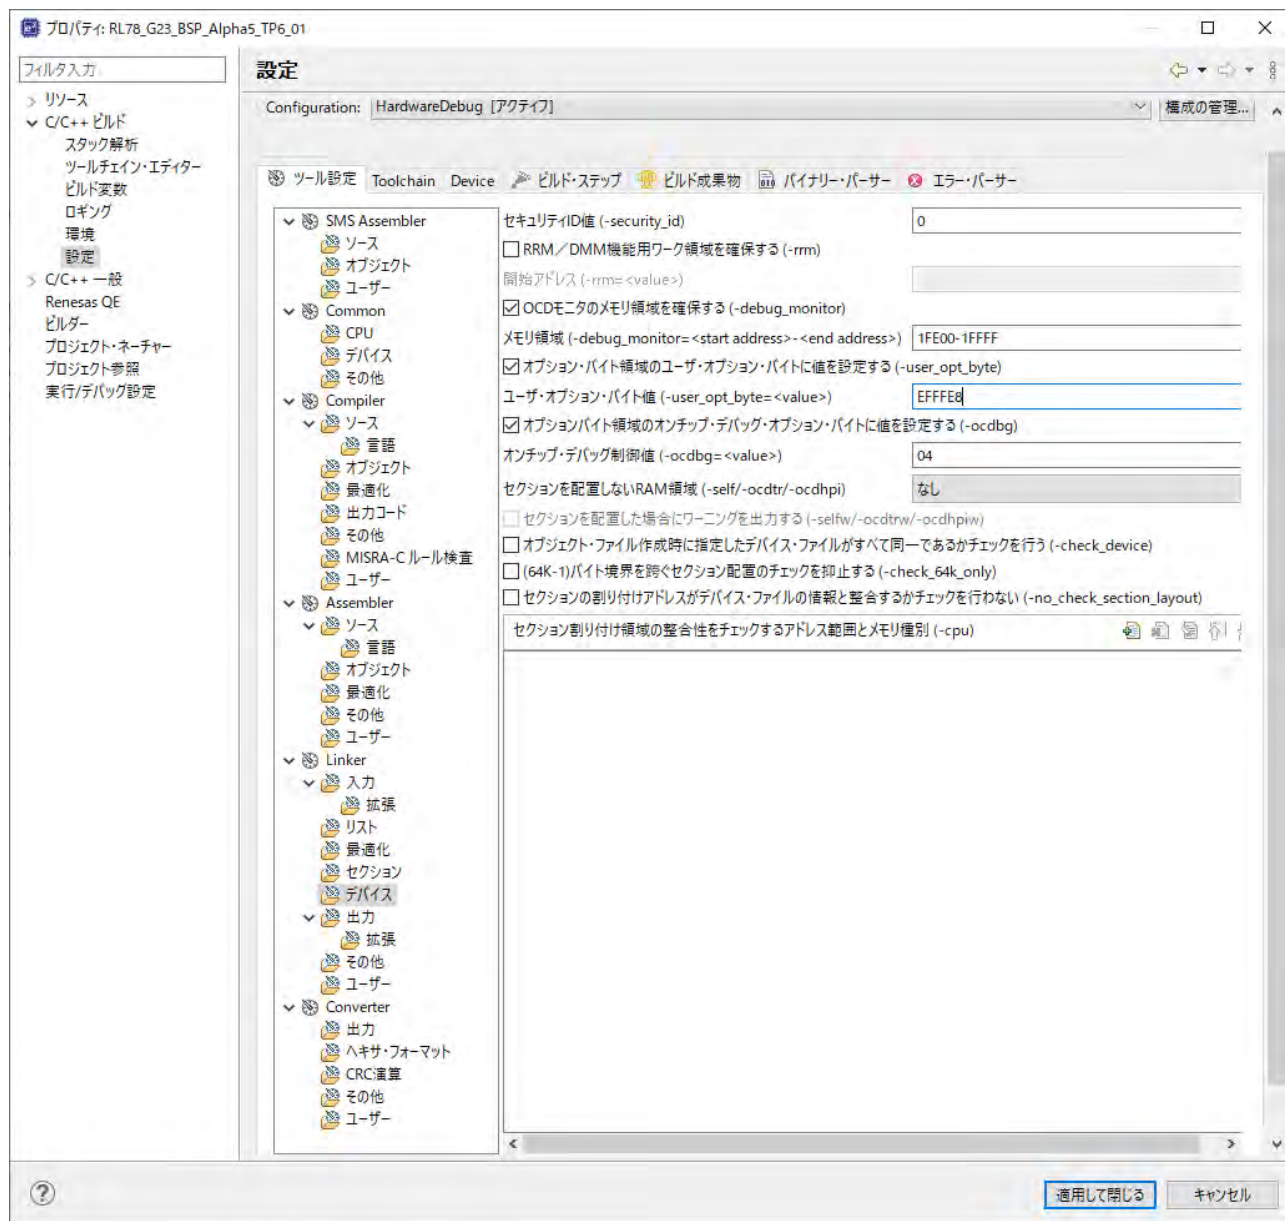 プロパティ: RL78_G23_BSP_Alpha5_TP6_01
フィルタ入力
設定
リソース
C/C++ ビルド
スタック解析
ツールチェイン・エディター
ビルド変数
ロギング
環境
設定
C/C++ 一般
Renesas QE
ビルダー
プロジェクト・ネーチャー
プロジェクト参照
実行/デバッグ設定
Configuration: HardwareDebug [アクティブ] 構成の管理...
ツール設定 Toolchain Device ビルド・ステップ ビルド成果物 バイナリー・パーサー エラー・パーサー
SMS Assembler
ソース
オブジェクト
ユーザー
Common
CPU
デバイス
その他
Compiler
ソース
言語
オブジェクト
最適化
出力コード
その他
MISRA-C ルール検査
ユーザー
Assembler
ソース
言語
オブジェクト
最適化
その他
ユーザー
Linker
入力
拡張
リスト
最適化
セクション
デバイス
出力
拡張
その他
ユーザー
Converter
出力
ヘキサ・フォーマット
CRC演算
その他
ユーザー
セキュリティID値 (-security_id) 0
RRM/DMM機能用ワーク領域を確保する (-rrm)
開始アドレス (-rrm=<value>)
OCDモニタのメモリ領域を確保する (-debug_monitor)
メモリ領域 (-debug_monitor=<start address>-<end address>) 1FE00-1FFFF
オプション・バイト領域のユーザ・オプション・バイトに値を設定する (-user_opt_byte)
ユーザ・オプション・バイト値 (-user_opt_byte=<value>) EFFFE8
オプションバイト領域のオンチップ・デバッグ・オプション・バイトに値を設定する (-ocdbg)
オンチップ・デバッグ制御値 (-ocdbg=<value>) 04
セクションを配置しないRAM領域 (-self/-ocdtr/-ocdhpi) なし
セクションを配置した場合にワーニングを出力する (-selfw/-ocdtrw/-ocdhpiw)
オブジェクト・ファイル作成時に指定したデバイス・ファイルがすべて同一であるかチェックを行う (-check_device)
(64K-1)バイト境界を跨ぐセクション配置のチェックを抑止する (-check_64k_only)
セクションの割り付けアドレスがデバイス・ファイルの情報と整合するかチェックを行わない (-no_check_section_layout)
セクション割り付け領域の整合性をチェックするアドレス範囲とメモリ種別 (-cpu)
適用して閉じる キャンセル